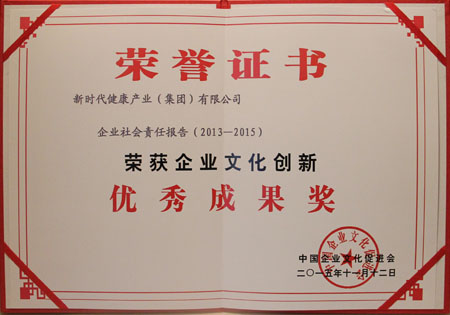 荣誉证书
新时代健康产业（集团）有限公司
企业社会责任报告（2013—2015）
荣获企业文化创新
优秀成果奖
中国企业文化促进会
二〇一五年十一月十二日